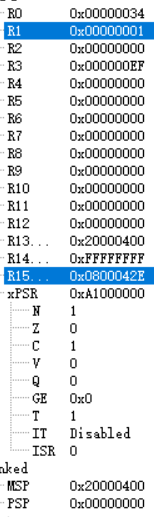 R0 0x00000034
R1 0x00000001
R2 0x00000000
R3 0x000000EF
R4 0x00000000
R5 0x00000000
R6 0x00000000
R7 0x00000000
R8 0x00000000
R9 0x00000000
R10 0x00000000
R11 0x00000000
R12 0x00000000
R13... 0x20000400
R14... 0xFFFFFFFF
R15... 0x0800042E
xPSR 0xA1000000
N 1
Z 0
C 1
V 0
Q 0
GE 0x0
T 1
IT Disabled
ISR 0
nked
MSP 0x20000400
PSP 0x00000000